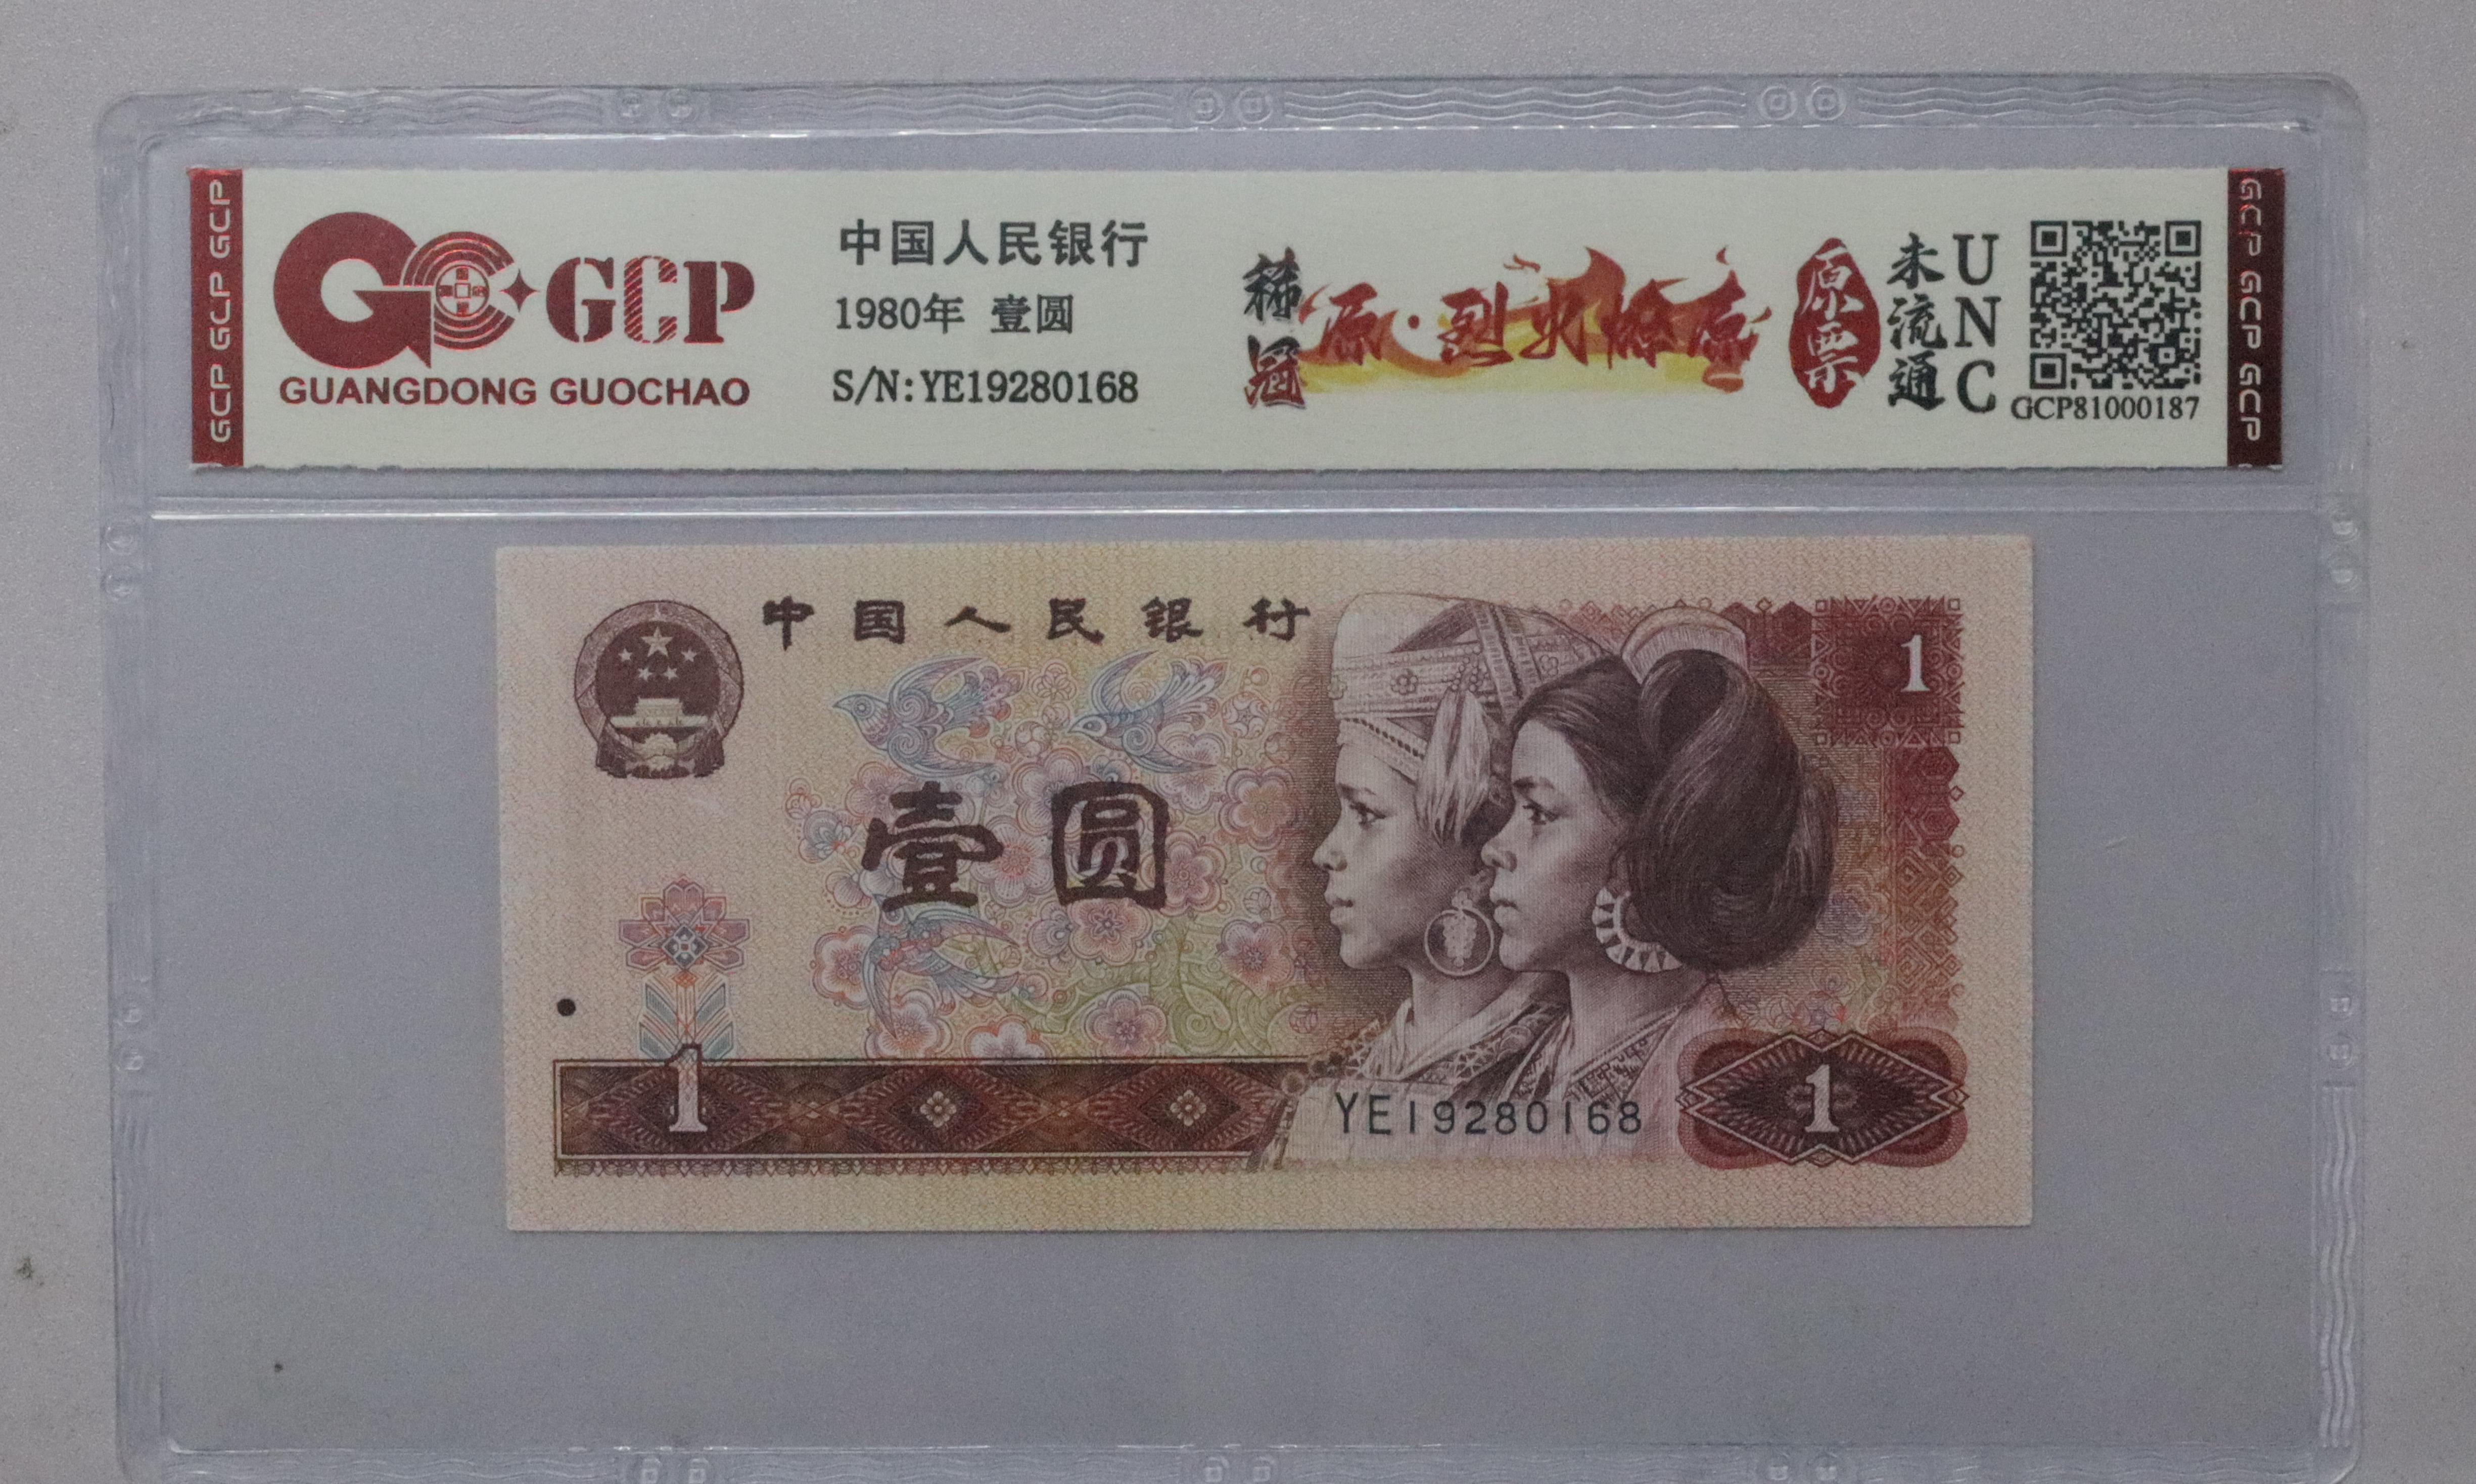 GCP GCP GCP
GCP
GUANGDONG GUOCHAO
中国人民银行
1980年 壹圆
S/N:YE19280168
稀冠
原·烈火燎原
原票
未流通
UNC
GCP81000187
GCP GCP GCP
中国人民银行
1
壹圆
1
YE19280168
1